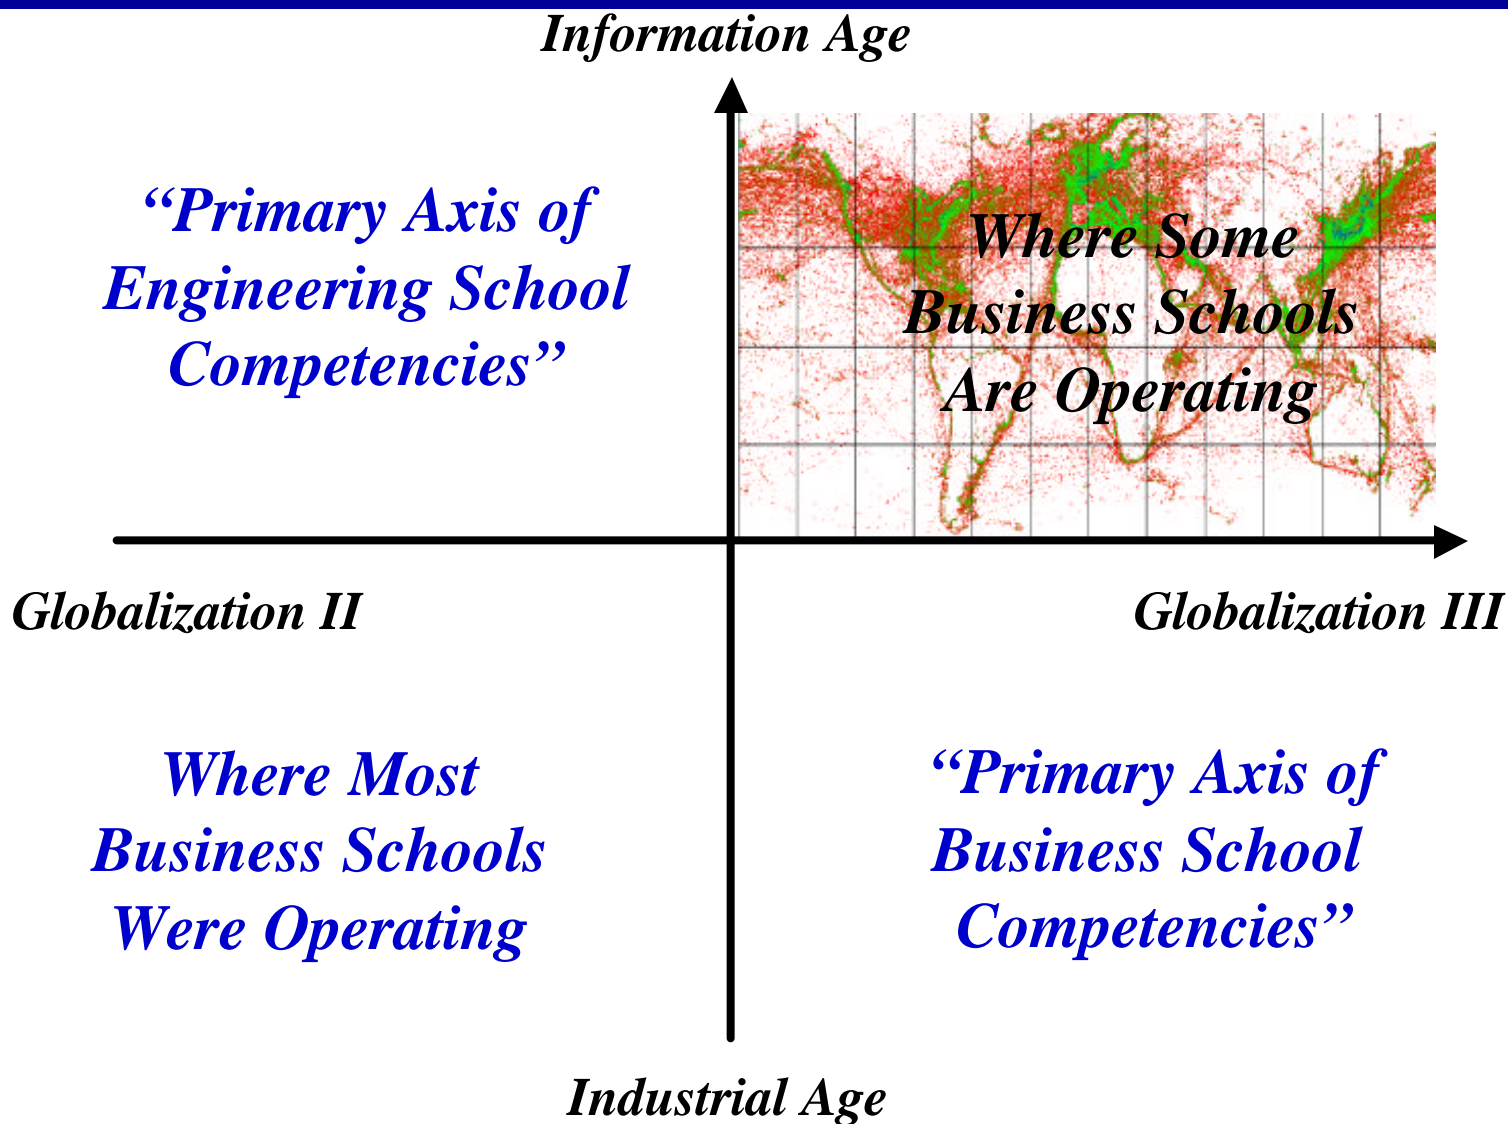 Information Age
“Primary Axis of
Engineering School
Competencies”
Where Some
Business Schools
Are Operating
Globalization II
Globalization III
Where Most
Business Schools
Were Operating
“Primary Axis of
Business School
Competencies”
Industrial Age